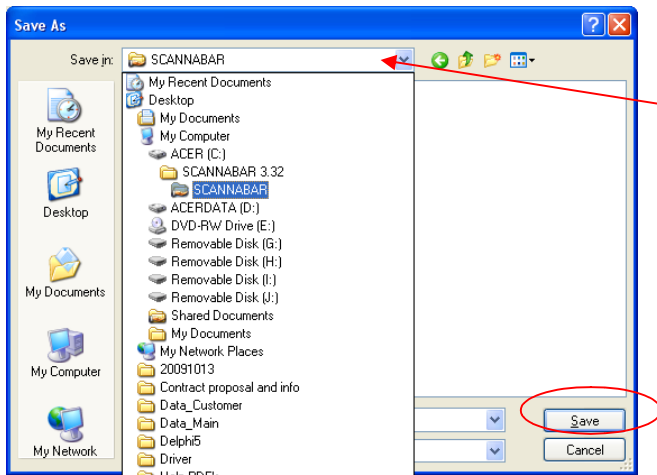 Save As
Save in: SCANNABAR
My Recent Documents
Desktop
My Documents
My Computer
ACER (C:)
SCANNABAR 3.32
SCANNABAR
ACERDATA (D:)
DVD-RW Drive (E:)
Removable Disk (G:)
Removable Disk (H:)
Removable Disk (I:)
Removable Disk (J:)
Shared Documents
My Documents
My Network Places
20091013
Contract proposal and info
Data_Customer
Data_Main
Delphi5
Driver
My Recent
Documents
Desktop
My Documents
My Computer
My Network
Save
Cancel